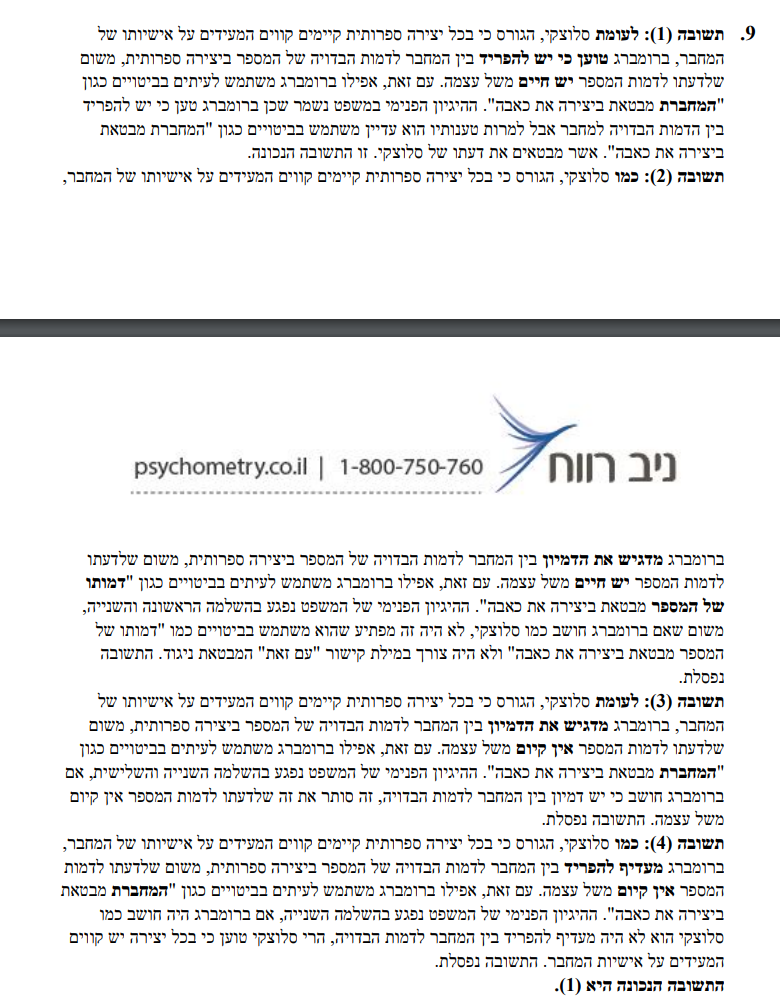 9. תשובה (1): לעומת סלוצקי, הגורס כי בכל יצירה ספרותית קיימים קווים המעידים על אישיותו של
המחבר, ברומברג טוען כי יש להפריד בין המחבר לדמות הבדויה של המספר ביצירה ספרותית, משום
שלדעתו לדמות המספר יש חיים משל עצמה. עם זאת, אפילו ברומברג משתמש לעיתים בביטויים כגון
"המחברת מבטאת ביצירה את כאבה". ההיגיון הפנימי במשפט נשמר שכן ברומברג טען כי יש להפריד
בין הדמות הבדויה למחבר אבל למרות טענותיו הוא עדיין משתמש בביטויים כגון "המחברת מבטאת
ביצירה את כאבה". אשר מבטאים את דעתו של סלוצקי. זו התשובה הנכונה.
תשובה (2): כמו סלוצקי, הגורס כי בכל יצירה ספרותית קיימים קווים המעידים על אישיותו של המחבר,
ניב רווח
psychometry.co.il | 1-800-750-760
ברומברג מדגיש את הדמיון בין המחבר לדמות הבדויה של המספר ביצירה ספרותית, משום שלדעתו
לדמות המספר יש חיים משל עצמה. עם זאת, אפילו ברומברג משתמש לעיתים בביטויים כגון "דמותו
של המספר מבטאת ביצירה את כאבה". ההיגיון הפנימי של המשפט נפגע בהשלמה הראשונה והשנייה,
משום שאם ברומברג חושב כמו סלוצקי, לא היה זה מפתיע שהוא משתמש בביטויים כמו "דמותו של
המספר מבטאת ביצירה את כאבה" ולא היה צורך במילת קישור "עם זאת" המבטאת ניגוד. התשובה
נפסלת.
תשובה (3): לעומת סלוצקי, הגורס כי בכל יצירה ספרותית קיימים קווים המעידים על אישיותו של
המחבר, ברומברג מדגיש את הדמיון בין המחבר לדמות הבדויה של המספר ביצירה ספרותית, משום
שלדעתו לדמות המספר אין קיום משל עצמה. עם זאת, אפילו ברומברג משתמש לעיתים בביטויים כגון
"המחברת מבטאת ביצירה את כאבה". ההיגיון הפנימי של המשפט נפגע בהשלמה השנייה והשלישית, אם
ברומברג חושב כי יש דמיון בין המחבר לדמות הבדויה, זה סותר את זה שלדעתו לדמות המספר אין קיום
משל עצמה. התשובה נפסלת.
תשובה (4): כמו סלוצקי, הגורס כי בכל יצירה ספרותית קיימים קווים המעידים על אישיותו של המחבר,
ברומברג מעדיף להפריד בין המחבר לדמות הבדויה של המספר ביצירה ספרותית, משום שלדעתו לדמות
המספר אין קיום משל עצמה. עם זאת, אפילו ברומברג משתמש לעיתים בביטויים כגון "המחברת מבטאת
ביצירה את כאבה". ההיגיון הפנימי של המשפט נפגע בהשלמה השנייה, אם ברומברג היה חושב כמו
סלוצקי הוא לא היה מעדיף להפריד בין המחבר לדמות הבדויה, הרי סלוצקי טוען כי בכל יצירה יש קווים
המעידים על אישיות המחבר. התשובה נפסלת.
התשובה הנכונה היא (1).